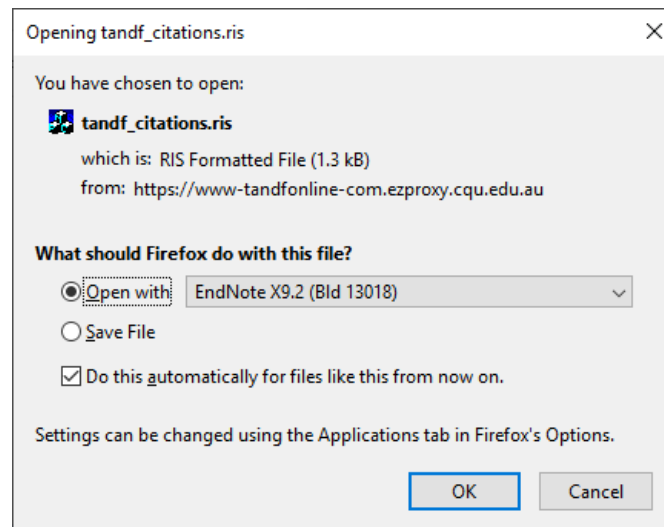 Opening tandf_citations.ris
You have chosen to open:
tandf_citations.ris
which is: RIS Formatted File (1.3 kB)
from: https://www-tandfonline-com.ezproxy.cqu.edu.au
What should Firefox do with this file?
Open with EndNote X9.2 (Bld 13018)
Save File
Do this automatically for files like this from now on.
Settings can be changed using the Applications tab in Firefox's Options.
OK Cancel